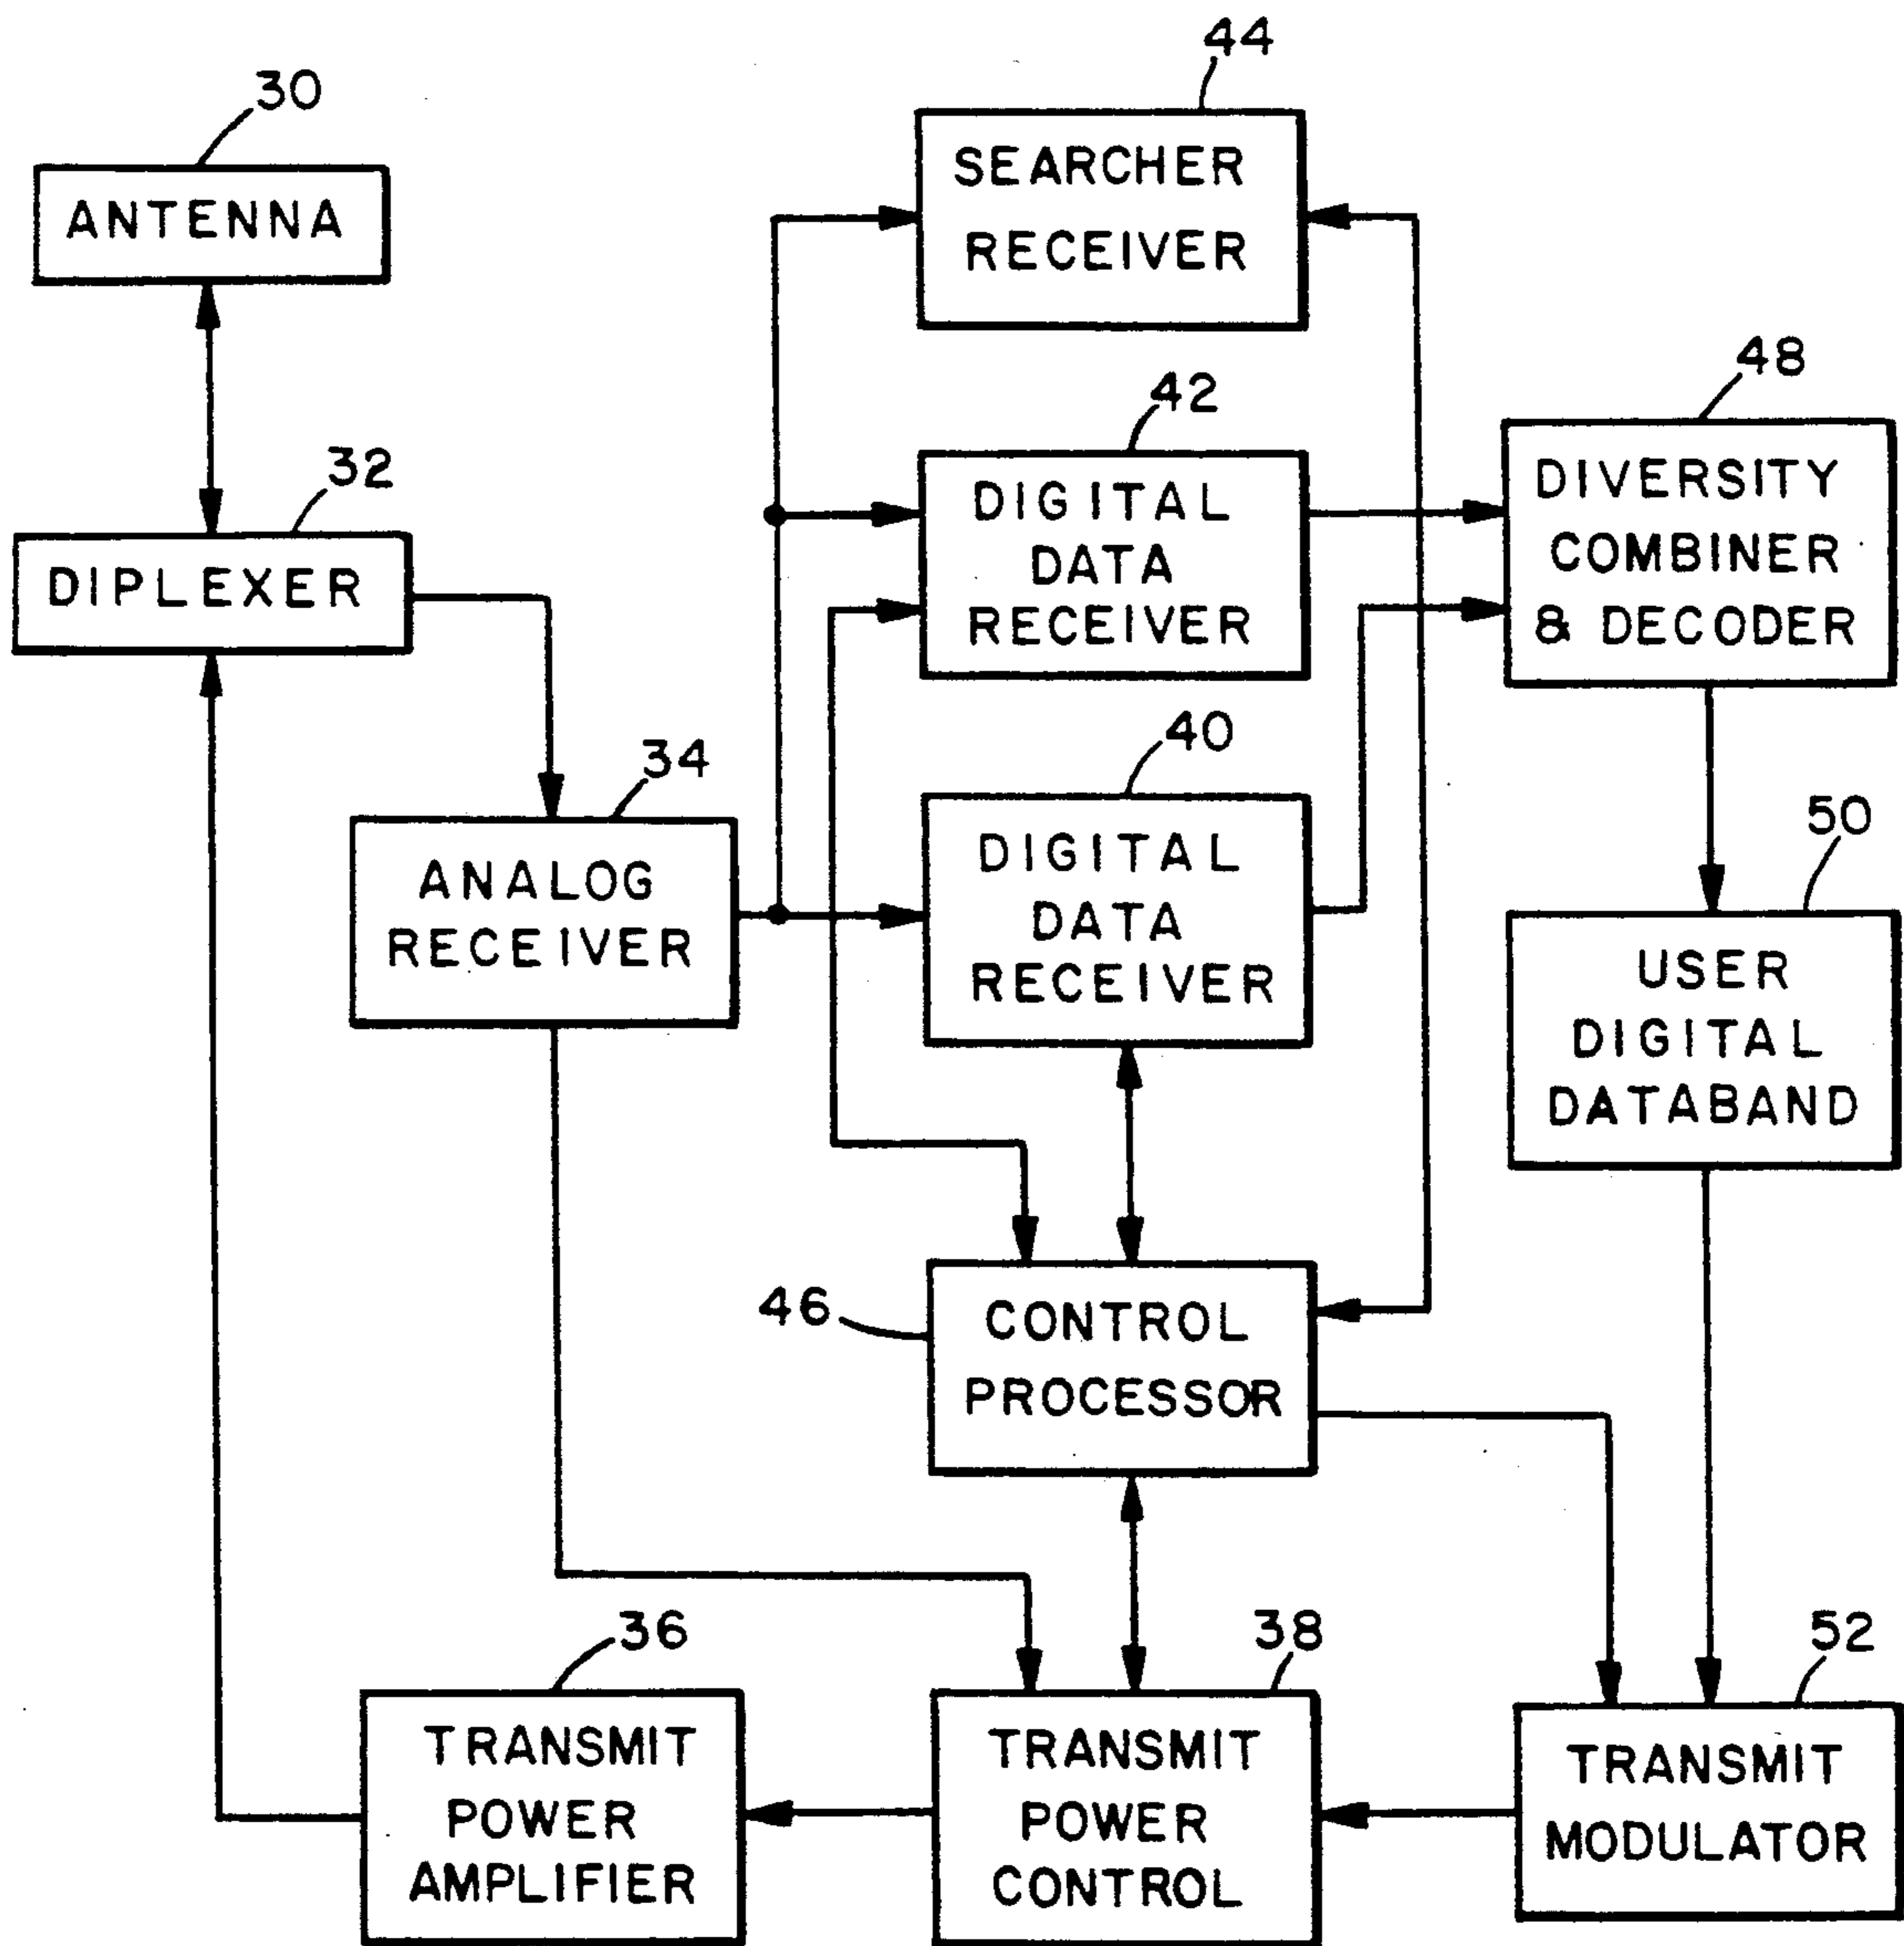 44
SEARCHER
RECEIVER
30
ANTENNA
42
DIGITAL
DATA
RECEIVER
48
DIVERSITY
COMBINER
& DECODER
32
DIPLEXER
40
DIGITAL
DATA
RECEIVER
34
ANALOG
RECEIVER
50
USER
DIGITAL
DATABAND
46
CONTROL
PROCESSOR
36
TRANSMIT
POWER
AMPLIFIER
38
TRANSMIT
POWER
CONTROL
52
TRANSMIT
MODULATOR